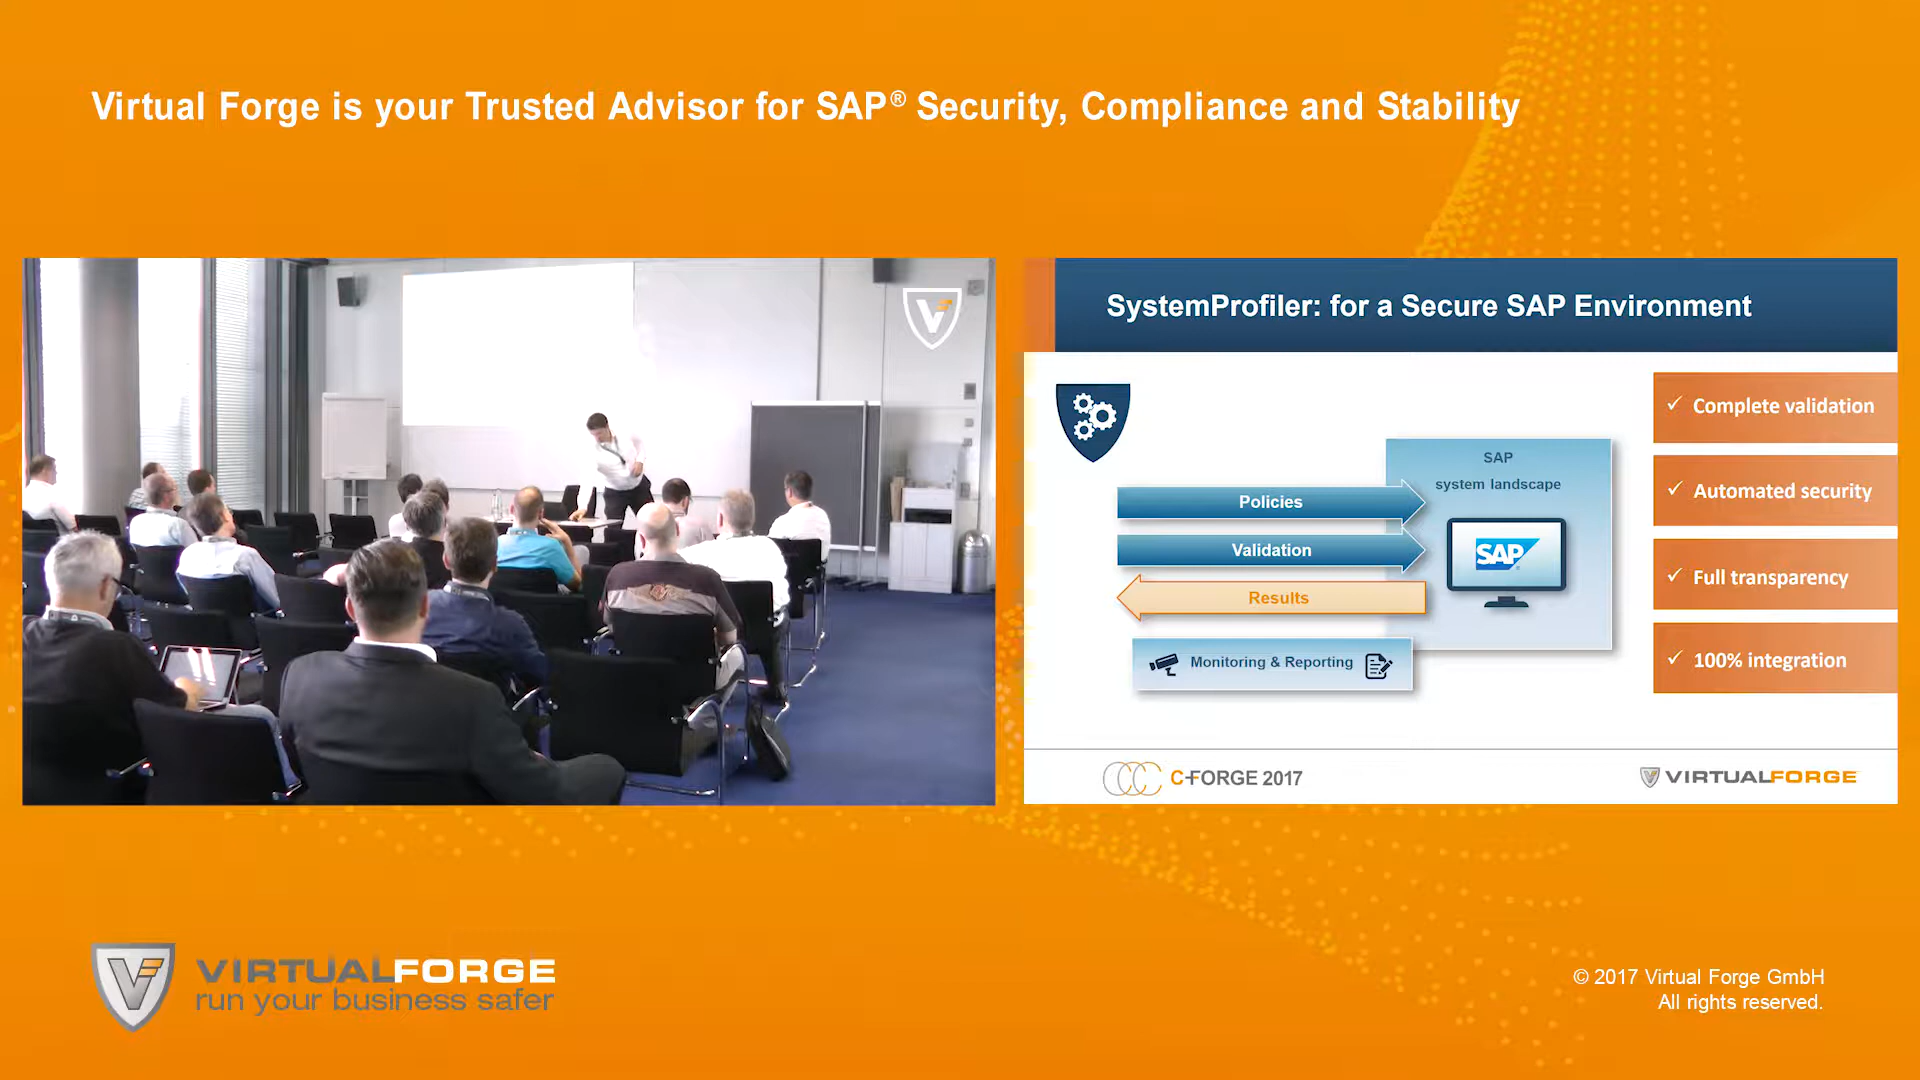 Virtual Forge is your Trusted Advisor for SAP® Security, Compliance and Stability
V
SystemProfiler: for a Secure SAP Environment
✓ Complete validation
✓ Automated security
✓ Full transparency
✓ 100% integration
SAP
system landscape
SAP
Policies
Validation
Results
Monitoring & Reporting
C-FORGE 2017
VIRTUALFORGE
VIRTUALFORGE
run your business safer
© 2017 Virtual Forge GmbH
All rights reserved.